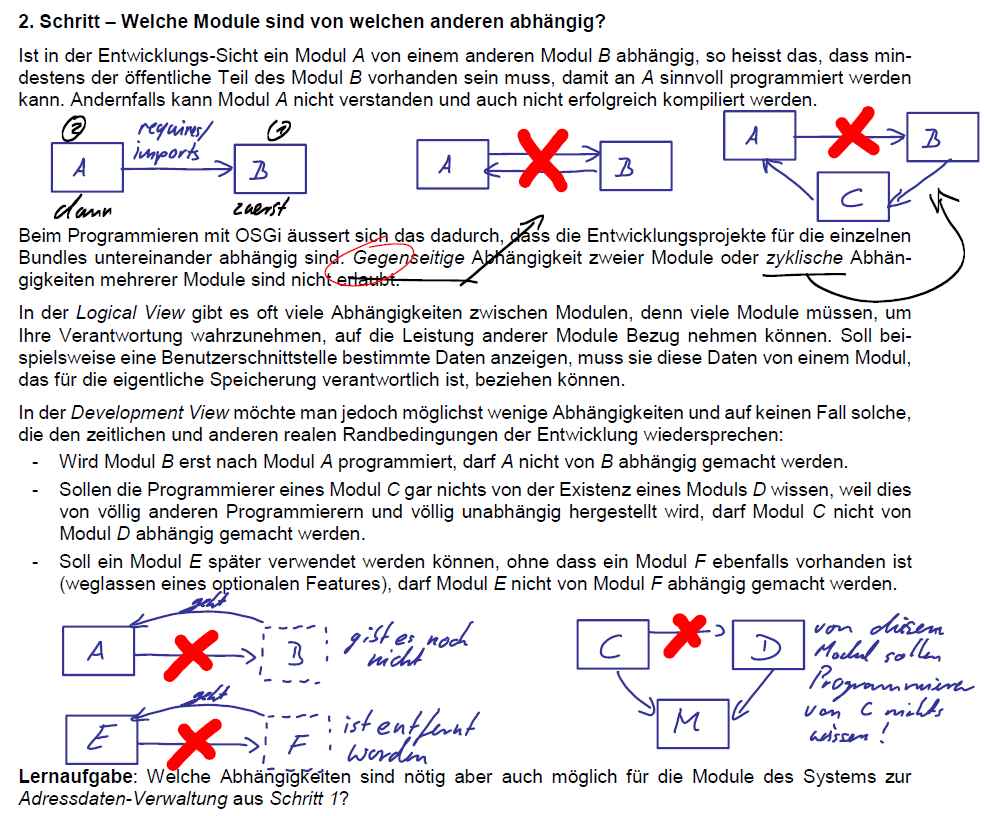 2. Schritt – Welche Module sind von welchen anderen abhängig?
Ist in der Entwicklungs-Sicht ein Modul A von einem anderen Modul B abhängig, so heisst das, dass min-
destens der öffentliche Teil des Modul B vorhanden sein muss, damit an A sinnvoll programmiert werden
kann. Andernfalls kann Modul A nicht verstanden und auch nicht erfolgreich kompiliert werden.
② requires/ ①
imports
A B
dann zuerst
A B
A B
C
Beim Programmieren mit OSGi äussert sich das dadurch, dass die Entwicklungsprojekte für die einzelnen
Bundles untereinander abhängig sind. Gegenseitige Abhängigkeit zweier Module oder zyklische Abhän-
gigkeiten mehrerer Module sind nicht erlaubt.
In der Logical View gibt es oft viele Abhängigkeiten zwischen Modulen, denn viele Module müssen, um
Ihre Verantwortung wahrzunehmen, auf die Leistung anderer Module Bezug nehmen können. Soll bei-
spielsweise eine Benutzerschnittstelle bestimmte Daten anzeigen, muss sie diese Daten von einem Modul,
das für die eigentliche Speicherung verantwortlich ist, beziehen können.
In der Development View möchte man jedoch möglichst wenige Abhängigkeiten und auf keinen Fall solche,
die den zeitlichen und anderen realen Randbedingungen der Entwicklung wiedersprechen:
- Wird Modul B erst nach Modul A programmiert, darf A nicht von B abhängig gemacht werden.
- Sollen die Programmierer eines Modul C gar nichts von der Existenz eines Moduls D wissen, weil dies
von völlig anderen Programmierern und völlig unabhängig hergestellt wird, darf Modul C nicht von
Modul D abhängig gemacht werden.
- Soll ein Modul E später verwendet werden können, ohne dass ein Modul F ebenfalls vorhanden ist
(weglassen eines optionalen Features), darf Modul E nicht von Modul F abhängig gemacht werden.
geht
A B gibt es noch
nicht
geht
E F ist entfernt
worden
C D
M
von diesem
Modul sollen
Programmierer
von C nichts
wissen!
Lernaufgabe: Welche Abhängigkeiten sind nötig aber auch möglich für die Module des Systems zur
Adressdaten-Verwaltung aus Schritt 1?